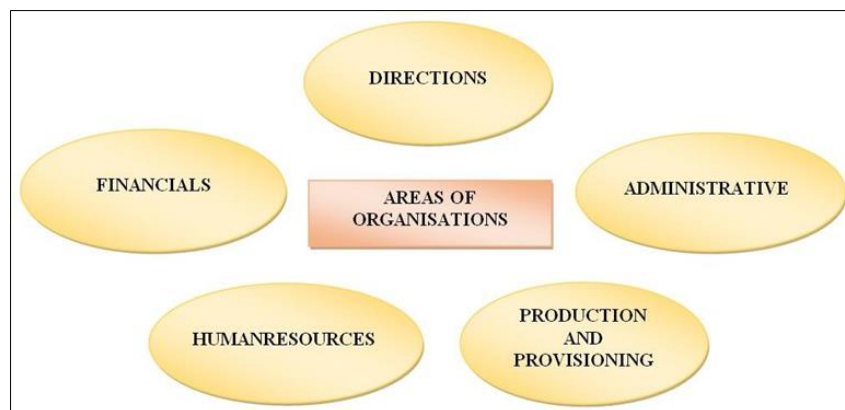 DIRECTIONS
FINANCIALS
AREAS OF
ORGANISATIONS
ADMINISTRATIVE
HUMANRESOURCES
PRODUCTION
AND
PROVISIONING